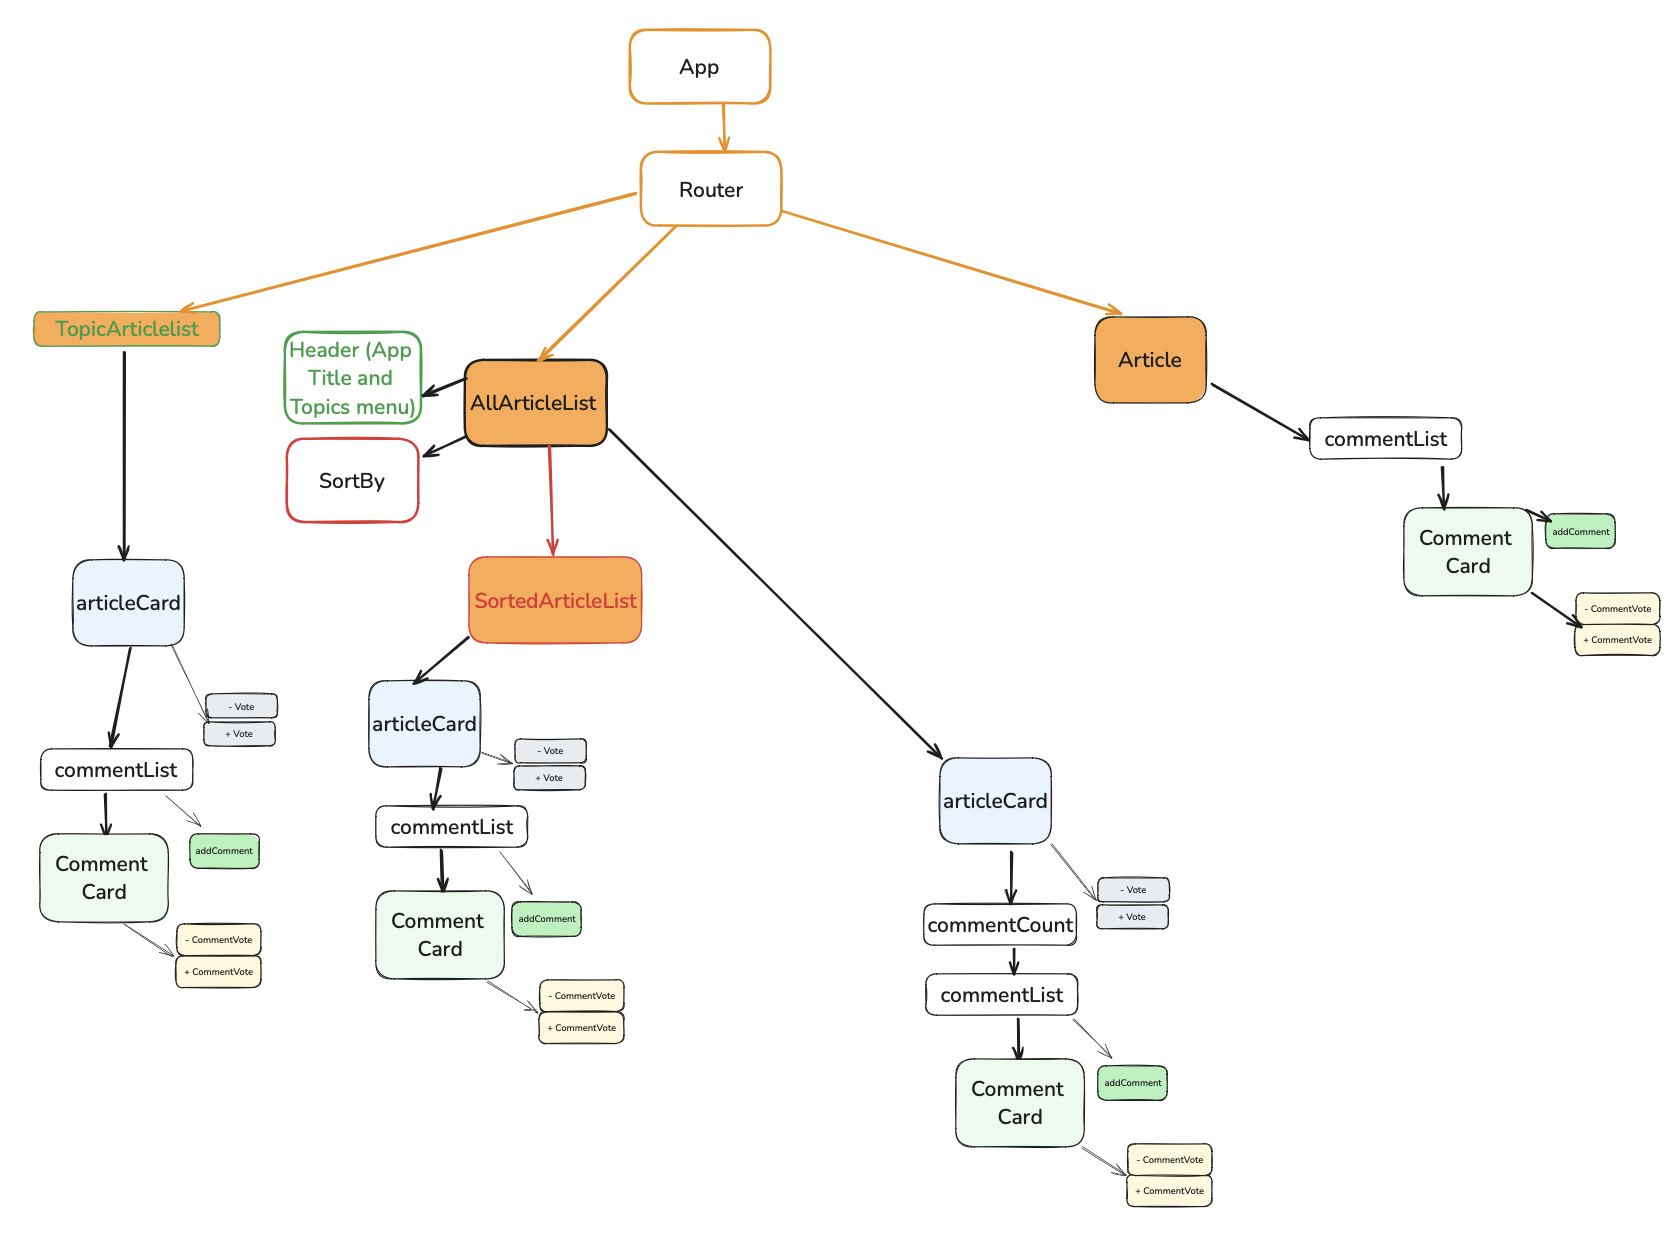 App
Router
TopicArticlelist
Header (App
Title and
Topics menu)
AllArticleList
Article
SortBy
commentList
Comment
Card
addComment
- CommentVote
+ CommentVote
articleCard
SortedArticleList
- Vote
+ Vote
commentList
Comment
Card
addComment
- CommentVote
+ CommentVote
articleCard
- Vote
+ Vote
commentList
Comment
Card
addComment
- CommentVote
+ CommentVote
articleCard
- Vote
+ Vote
commentCount
commentList
Comment
Card
addComment
- CommentVote
+ CommentVote